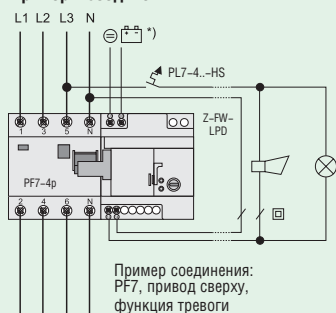 L1 L2 L3 N
*)
PL7-4..-HS
Z-FW-
LPD
1 3 5 N
PF7-4p
2 4 6 N
Пример соединения:
PF7, привод сверху,
функция тревоги